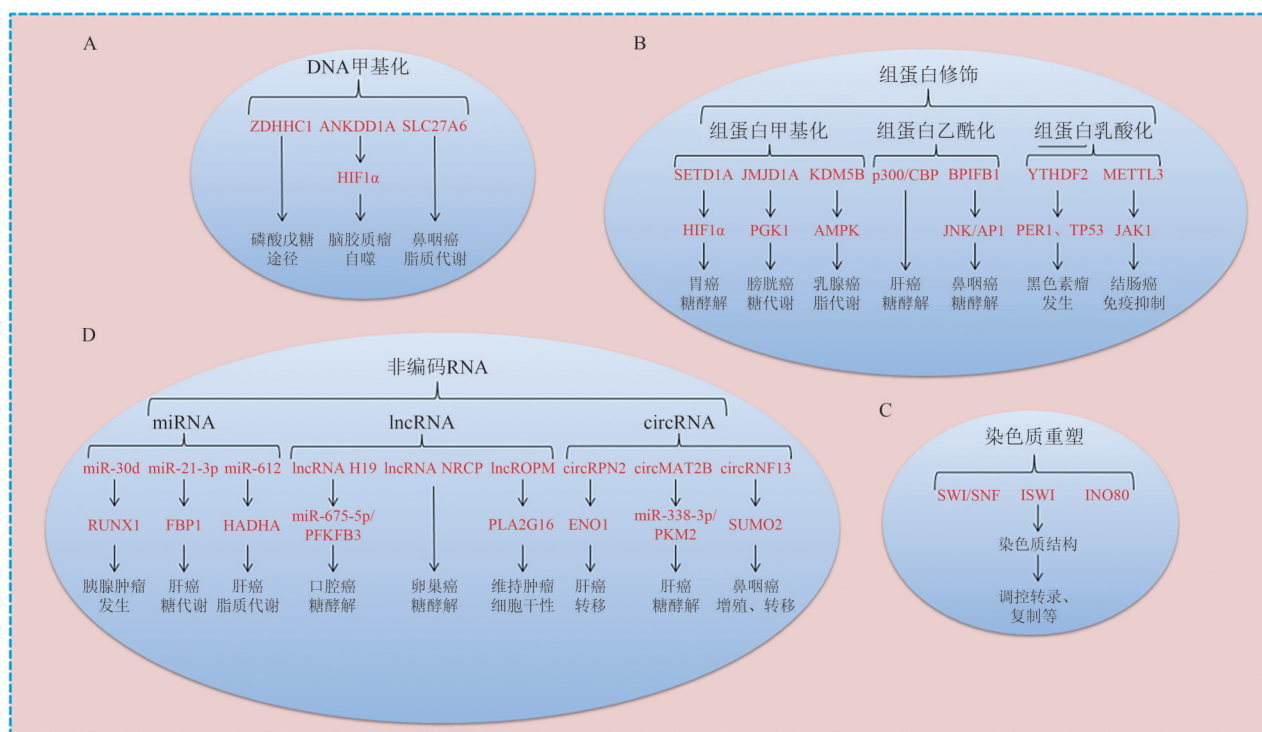 A
DNA甲基化
ZDHHC1 ANKDD1A SLC27A6
HIF1α
磷酸戊糖 脑胶质瘤 鼻咽癌
途径 自噬 脂质代谢
B
组蛋白修饰
组蛋白甲基化 组蛋白乙酰化 组蛋白乳酸化
SETD1A JMJD1A KDM5B p300/CBP BPIFB1 YTHDF2 METTL3
HIF1α PGK1 AMPK JNK/AP1 PER1、TP53 JAK1
胃癌 膀胱癌 乳腺癌 肝癌 鼻咽癌 黑色素瘤 结肠癌
糖酵解 糖代谢 脂代谢 糖酵解 糖酵解 发生 免疫抑制
D
非编码RNA
miRNA lncRNA circRNA
miR-30d miR-21-3p miR-612 lncRNA H19 lncRNA NRCP lncROPM circRPN2 circMAT2B circRNF13
RUNX1 FBP1 HADHA miR-675-5p/ PLA2G16 ENO1 miR-338-3p/ SUMO2
PFKFB3 PKM2
胰腺肿瘤 肝癌 肝癌 口腔癌 卵巢癌 维持肿瘤 肝癌 肝癌 鼻咽癌
发生 糖代谢 脂质代谢 糖酵解 糖酵解 细胞干性 转移 糖酵解 增殖、转移
C
染色质重塑
SWI/SNF ISWI INO80
染色质结构
调控转录、
复制等